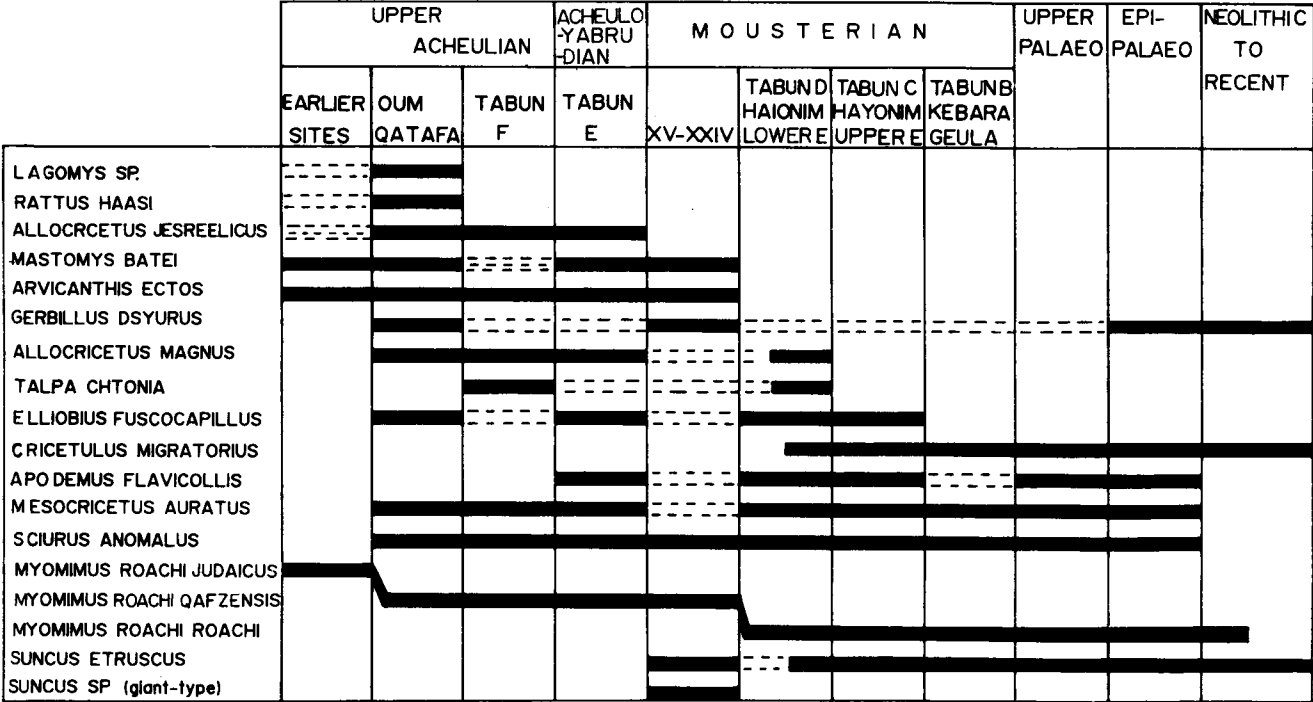 UPPER ACHEULIAN
ACHEULO
-YABRU
-DIAN
MOUSTERIAN
UPPER PALAEO
EPI-PALAEO
NEOLITHIC
TO
RECENT
EARLIER SITES
OUM QATAFA
TABUN F
TABUN E
XV-XXIV
TABUN D
HAIONIM
LOWER E
TABUN C
HAYONIM
UPPER E
TABUN B
KEBARA
GEULA
LAGOMYS SP.
RATTUS HAASI
ALLOCRCETUS JESREELICUS
MASTOMYS BATEI
ARVICANTHIS ECTOS
GERBILLUS DSYURUS
ALLOCRICETUS MAGNUS
TALPA CHTONIA
ELLIOBIUS FUSCOCAPILLUS
CRICETULUS MIGRATORIUS
APODEMUS FLAVICOLLIS
MESOCRICETUS AURATUS
SCIURUS ANOMALUS
MYOMIMUS ROACHI JUDAICUS
MYOMIMUS ROACHI QAFZENSIS
MYOMIMUS ROACHI ROACHI
SUNCUS ETRUSCUS
SUNCUS SP (giant-type)